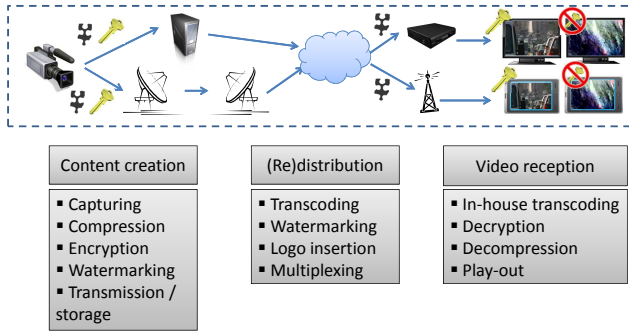 Content creation
▪ Capturing
▪ Compression
▪ Encryption
▪ Watermarking
▪ Transmission /
storage
(Re)distribution
▪ Transcoding
▪ Watermarking
▪ Logo insertion
▪ Multiplexing
Video reception
▪ In-house transcoding
▪ Decryption
▪ Decompression
▪ Play-out